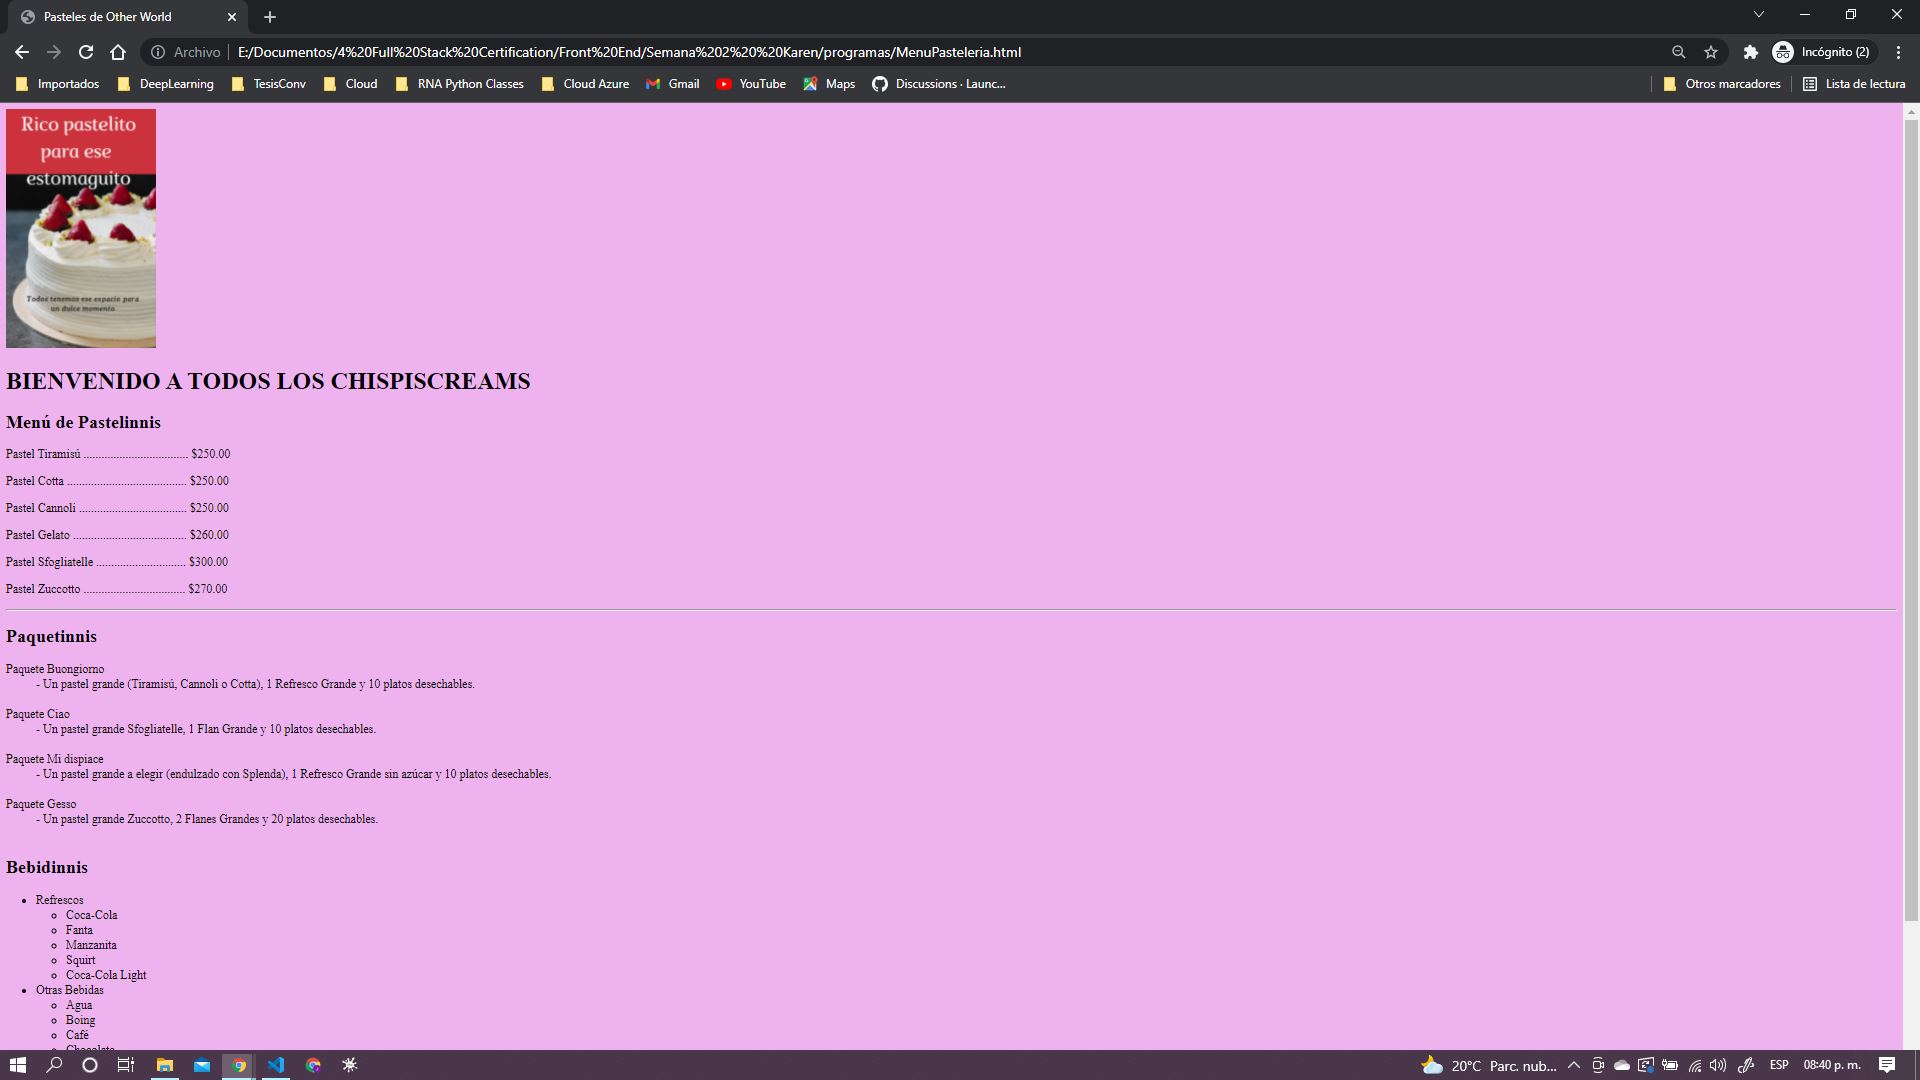 Pasteles de Other World
Archivo
E:/Documentos/4%20Full%20Stack%20Certification/Front%20End/Semana%202%20%20Karen/programas/MenuPasteleria.html
Incógnito (2)
Importados
DeepLearning
TesisConv
Cloud
RNA Python Classes
Cloud Azure
Gmail
YouTube
Maps
Discussions · Launc...
Otros marcadores
Lista de lectura
Rico pastelito
para ese
estomaguito
Todos tenemos ese espacio para
un dulce momento
BIENVENIDO A TODOS LOS CHISPISCREAMS
Menú de Pastelinnis
Pastel Tiramisú ................................... $250.00
Pastel Cotta ........................................ $250.00
Pastel Cannoli .................................... $250.00
Pastel Gelato ...................................... $260.00
Pastel Sfogliatelle .............................. $300.00
Pastel Zuccotto .................................. $270.00
Paquetinnis
Paquete Buongiorno
- Un pastel grande (Tiramisú, Cannoli o Cotta), 1 Refresco Grande y 10 platos desechables.
Paquete Ciao
- Un pastel grande Sfogliatelle, 1 Flan Grande y 10 platos desechables.
Paquete Mi dispiace
- Un pastel grande a elegir (endulzado con Splenda), 1 Refresco Grande sin azúcar y 10 platos desechables.
Paquete Gesso
- Un pastel grande Zuccotto, 2 Flanes Grandes y 20 platos desechables.
Bebidinnis
Refrescos
Coca-Cola
Fanta
Manzanita
Squirt
Coca-Cola Light
Otras Bebidas
Agua
Boing
Café
Chocolate
20°C Parc. nub...
ESP
08:40 p. m.